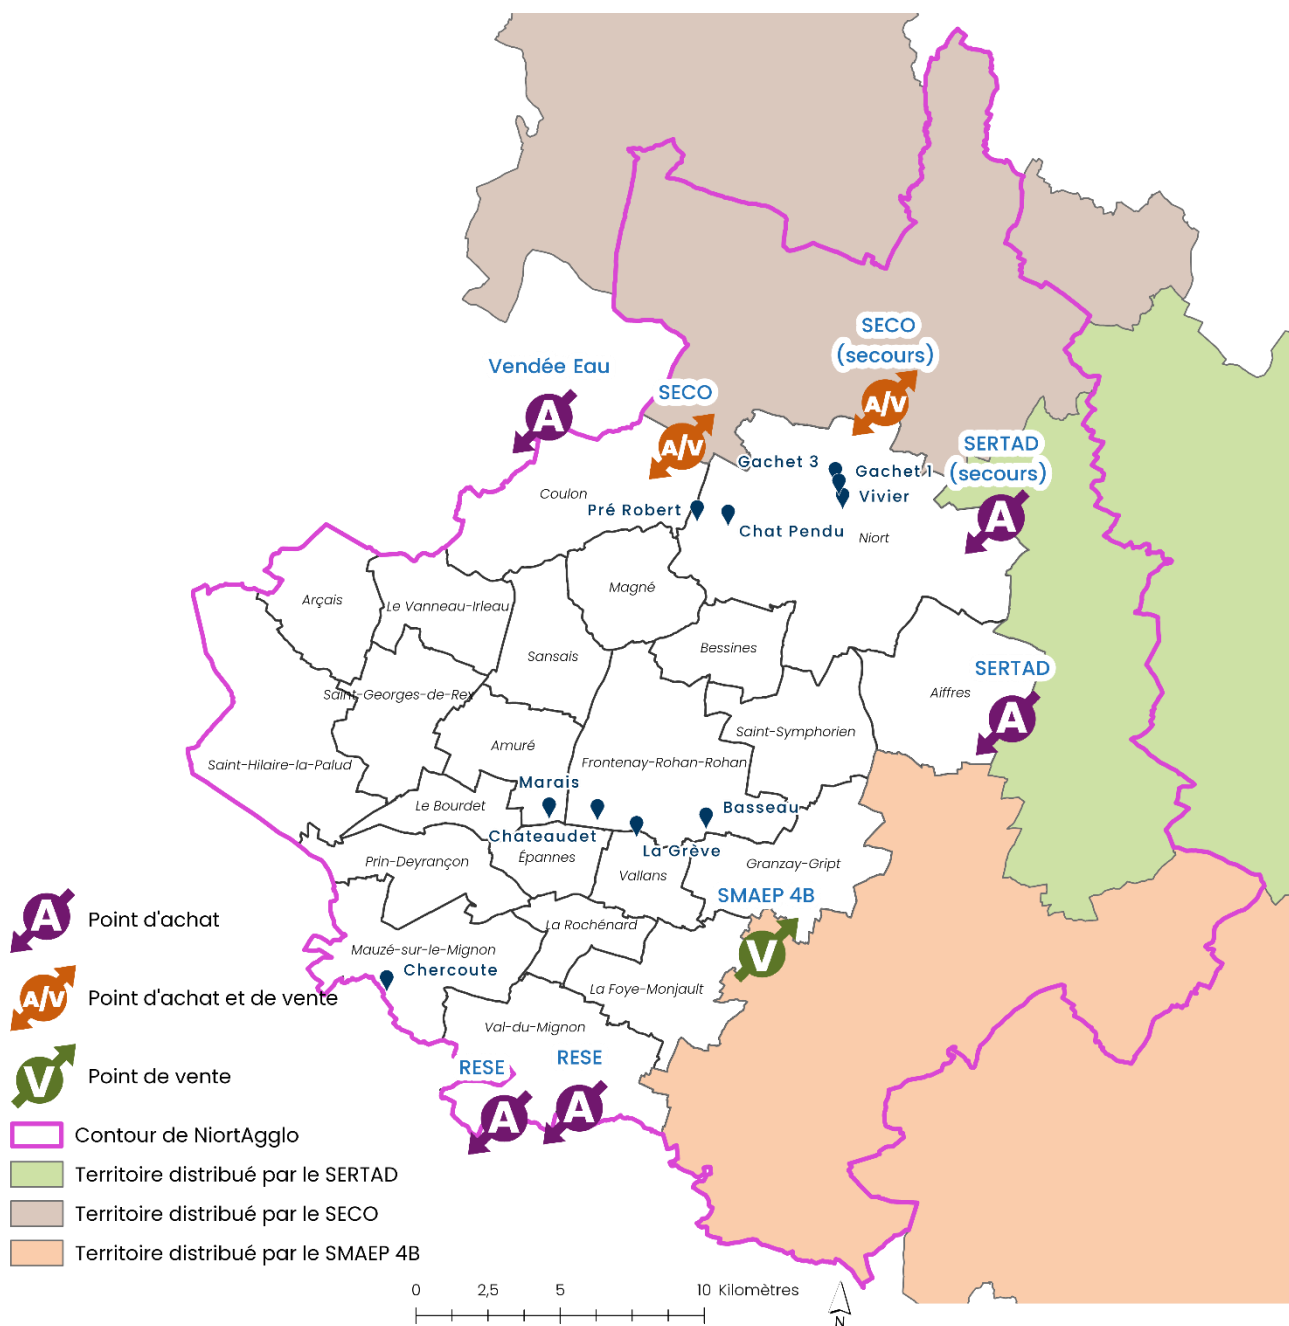 SECO
(secours)
A/V
Vendée Eau
A
SECO
A/V
SERTAD
(secours)
A
Gachet 3
Gachet 1
Vivier
Coulon
Pré Robert
Chat Pendu
Niort
Magné
Arçais
Le Vanneau-Irleau
Bessines
Sansais
SERTAD
A
Aiffres
Saint-Georges-de-Rex
Saint-Symphorien
Amuré
Saint-Hilaire-la-Palud
Frontenay-Rohan-Rohan
Marais
Le Bourdet
Basseau
Chateaudet
La Grève
Épannes
Prin-Deyrançon
Vallans
Granzay-Gript
SMAEP 4B
V
La Rochénard
Mauzé-sur-le-Mignon
Chercoute
La Foye-Monjault
Val-du-Mignon
RESE
A
RESE
A
A Point d'achat
A/V Point d'achat et de vente
V Point de vente
Contour de NiortAgglo
Territoire distribué par le SERTAD
Territoire distribué par le SECO
Territoire distribué par le SMAEP 4B
0 2,5 5 10 Kilomètres
N